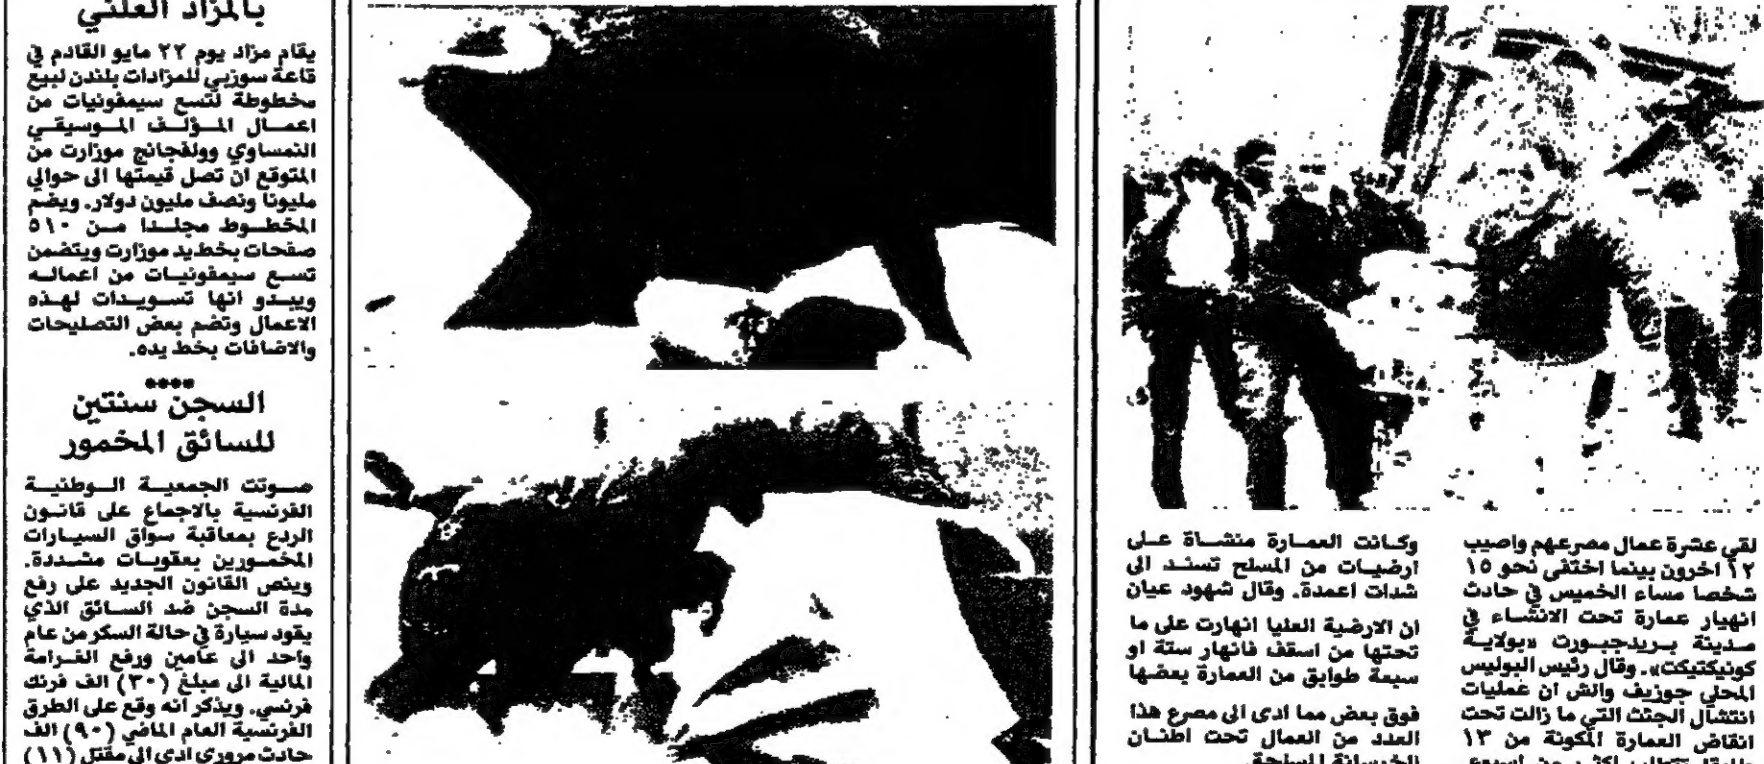 لقي عشرة عمال مصرعهم واصيب
١٢ اخرون بينما اختفى نحو ١٥
شخصا مساء الخميس في حادث
انهيار عمارة تحت الانشاء في
مدينة بريدجبورت «بولاية
كونيكتيكت». وقال رئيس البوليس
المحلي جوزيف والش ان عمليات
انتشال الجثث التي ما زالت تحت
انقاض العمارة المكونة من ١٣
وكانت العمارة منشاة على
ارضيات من المسلح تستند الى
شدات اعمدة. وقال شهود عيان
ان الارضية العليا انهارت على ما
تحتها من اسقف فانهار ستة او
سبعة طوابق من العمارة بعضها
فوق بعض مما ادى الى مصرع هذا
العدد من العمال تحت اطنان
الخرسانة المسلحة.
بالمزاد العلني
يقام مزاد يوم ٢٢ مايو القادم في
قاعة سوزبي للمزادات بلندن لبيع
مخطوطة لتسع سيمفونيات من
اعمال المؤلف الموسيقي
النمساوي وولفجانج موزارت من
المتوقع ان تصل قيمتها الى حوالي
مليونا ونصف مليون دولار. ويضم
المخطوط مجلدا من ٥١٠
صفحات بخط يد موزارت ويتضمن
تسع سيمفونيات من اعماله
ويبدو انها تسويدات لهذه
الاعمال وتضم بعض التصليحات
والاضافات بخط يده.
****
السجن سنتين
للسائق المخمور
صوتت الجمعية الوطنية
الفرنسية بالاجماع على قانون
الردع بمعاقبة سواق السيارات
المخمورين بعقوبات مشددة.
وينص القانون الجديد على رفع
مدة السجن ضد السائق الذي
يقود سيارة في حالة السكر من عام
واحد الى عامين ورفع الغرامة
المالية الى مبلغ (٣٠) الف فرنك
فرنسي. ويذكر انه وقع على الطرق
الفرنسية العام الماضي (٩٠) الف
حادث مروري ادى الى مقتل (١١)